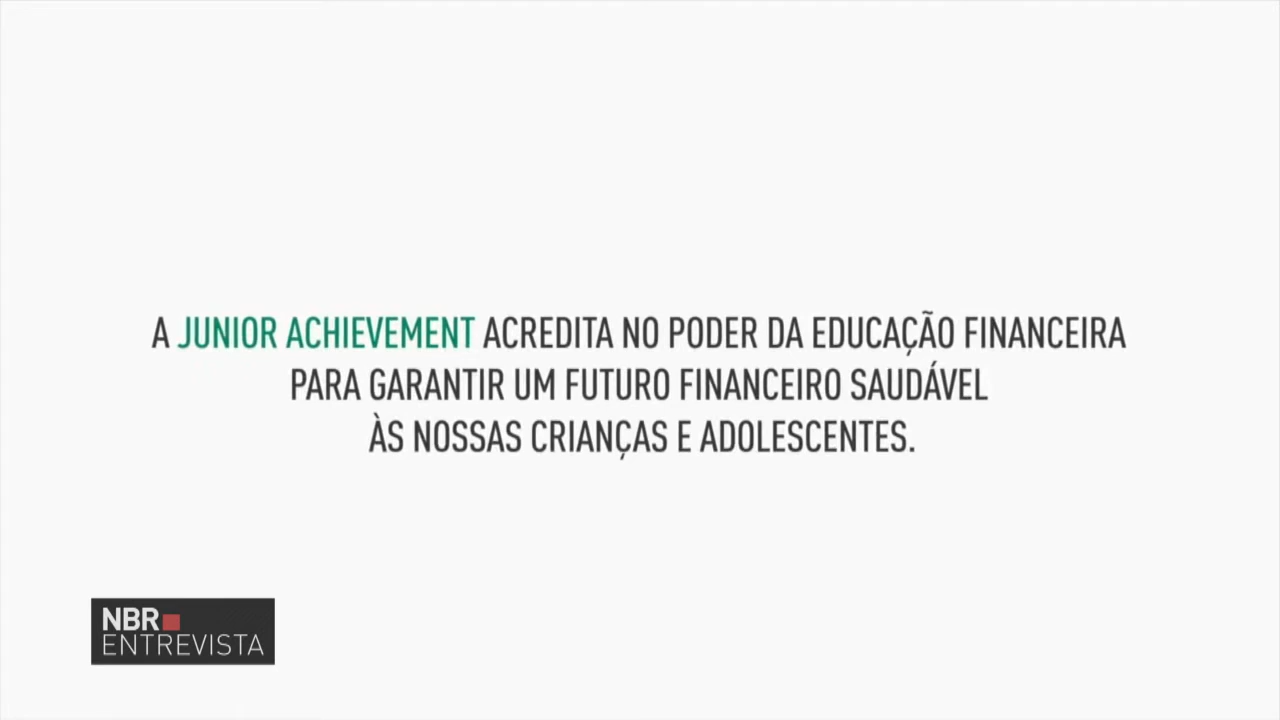 A JUNIOR ACHIEVEMENT ACREDITA NO PODER DA EDUCAÇÃO FINANCEIRA
PARA GARANTIR UM FUTURO FINANCEIRO SAUDÁVEL
ÀS NOSSAS CRIANÇAS E ADOLESCENTES.
NBR
ENTREVISTA